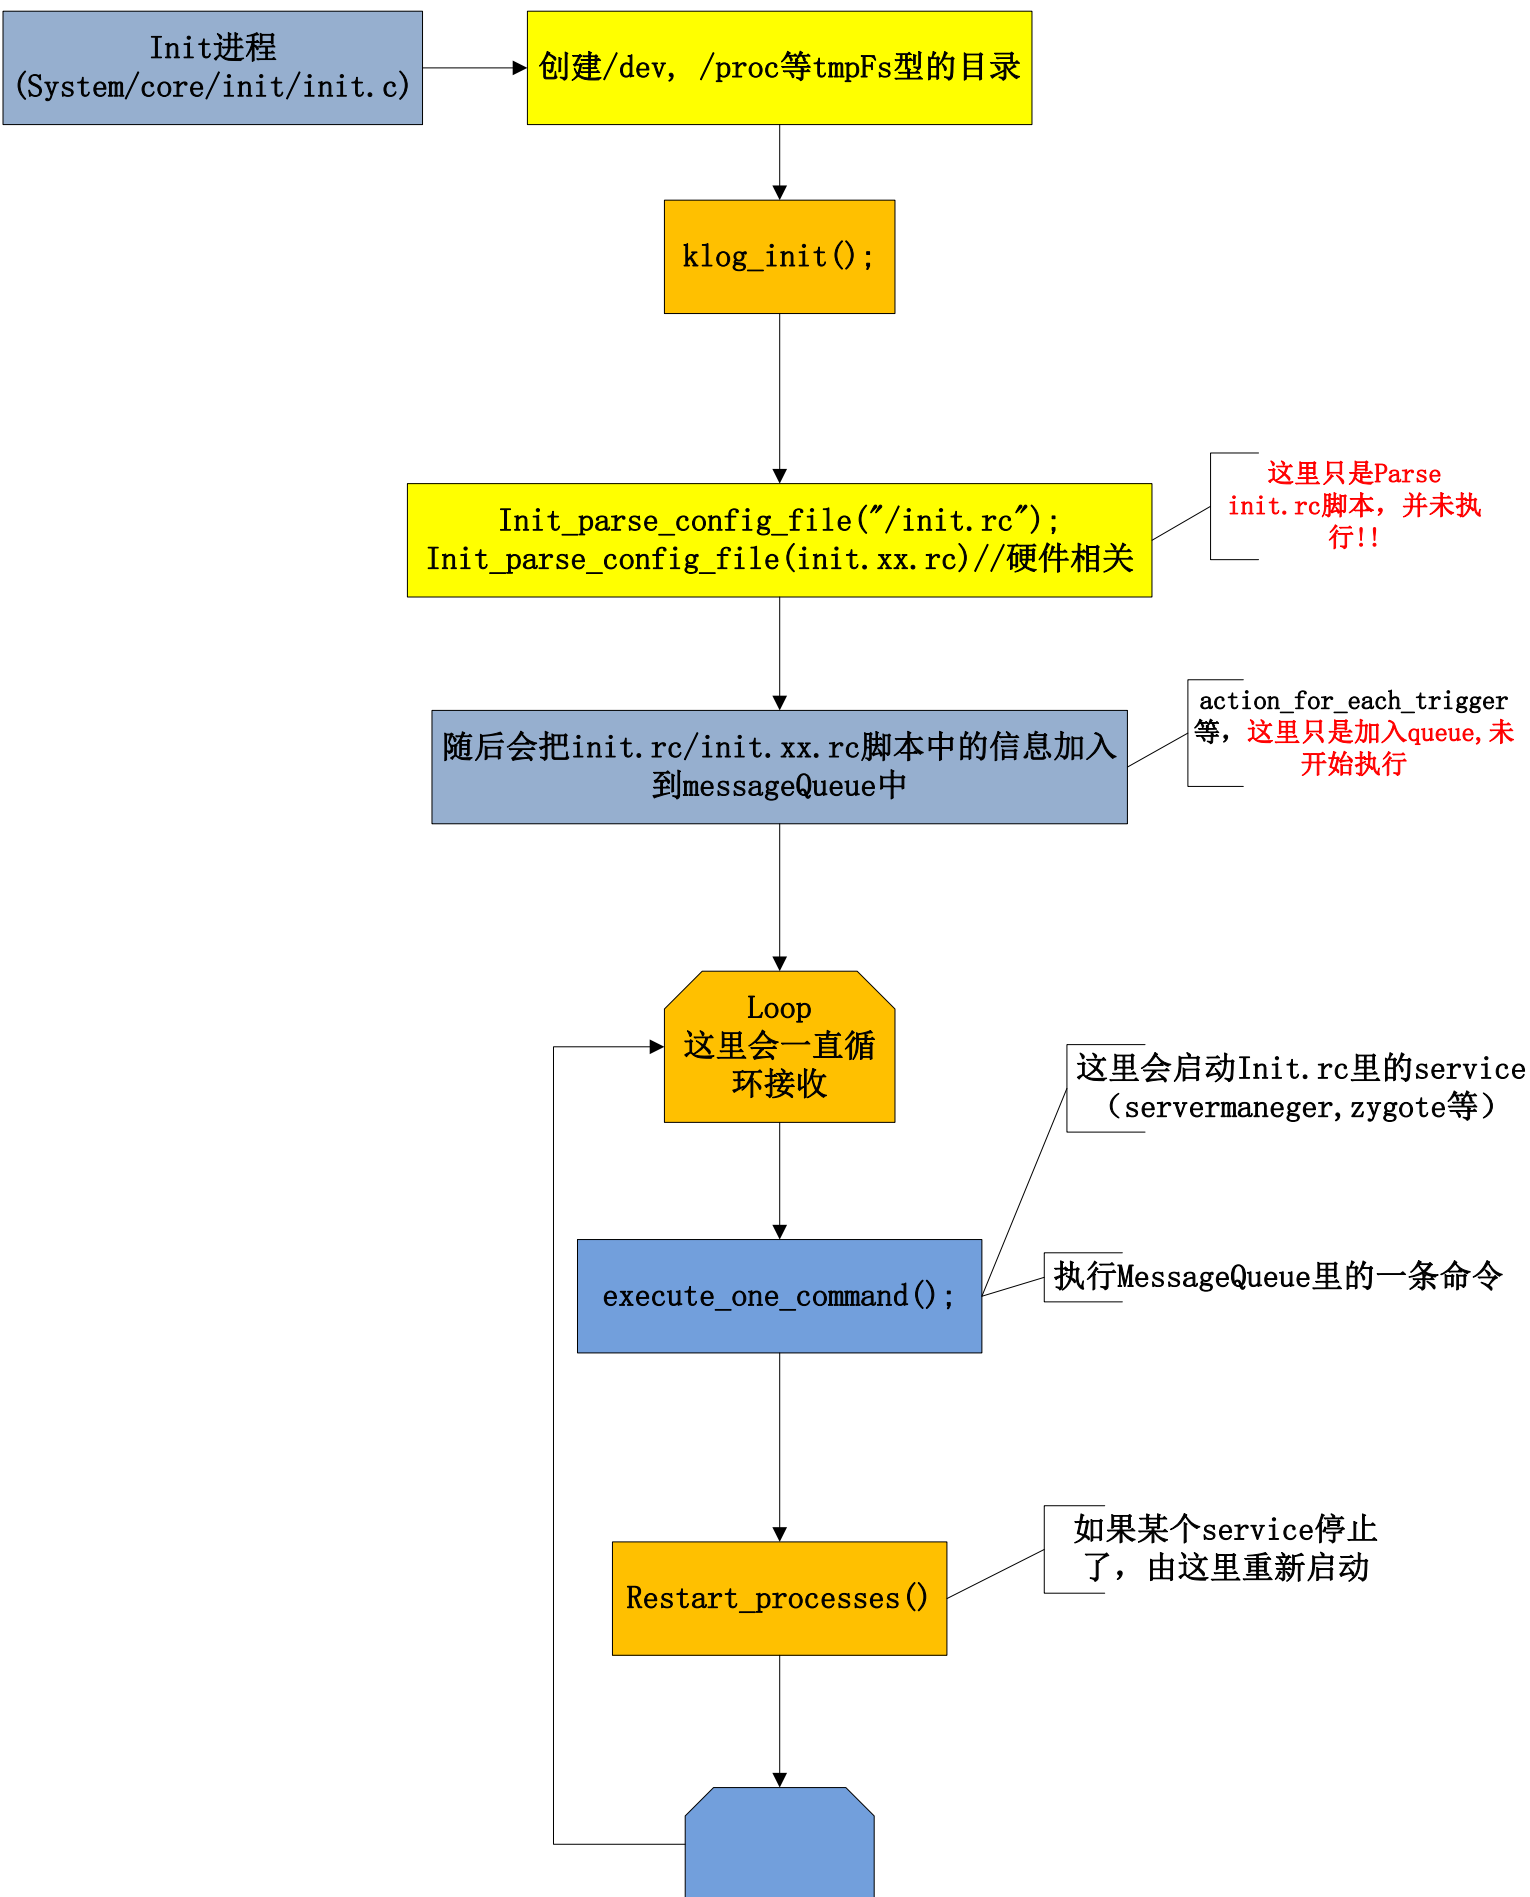 Init进程
(System/core/init/init.c)
创建/dev, /proc等tmpFs型的目录
klog_init();
Init_parse_config_file("/init.rc");
Init_parse_config_file(init.xx.rc)//硬件相关
这里只是Parse
init.rc脚本，并未执
行!!
随后会把init.rc/init.xx.rc脚本中的信息加入
到messageQueue中
action_for_each_trigger
等，这里只是加入queue,未
开始执行
Loop
这里会一直循
环接收
这里会启动Init.rc里的service
（servermaneger,zygote等）
execute_one_command();
执行MessageQueue里的一条命令
Restart_processes()
如果某个service停止
了，由这里重新启动